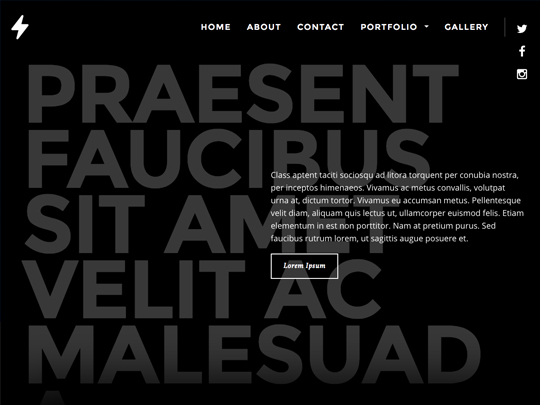 HOME ABOUT CONTACT PORTFOLIO GALLERY
PRAESENT
FAUCIBUS
SIT AMET
VELIT AC
MALESUAD
Class aptent taciti sociosqu ad litora torquent per conubia nostra,
per inceptos himenaeos. Vivamus ac metus convallis, volutpat
urna at, dictum tortor. Vivamus eu accumsan metus. Pellentesque
velit diam, aliquam quis lectus ut, ullamcorper euismod felis. Etiam
elementum in est non porttitor. Nam at pretium purus. Sed
faucibus rutrum lorem, ut sagittis augue posuere et.
Lorem Ipsum